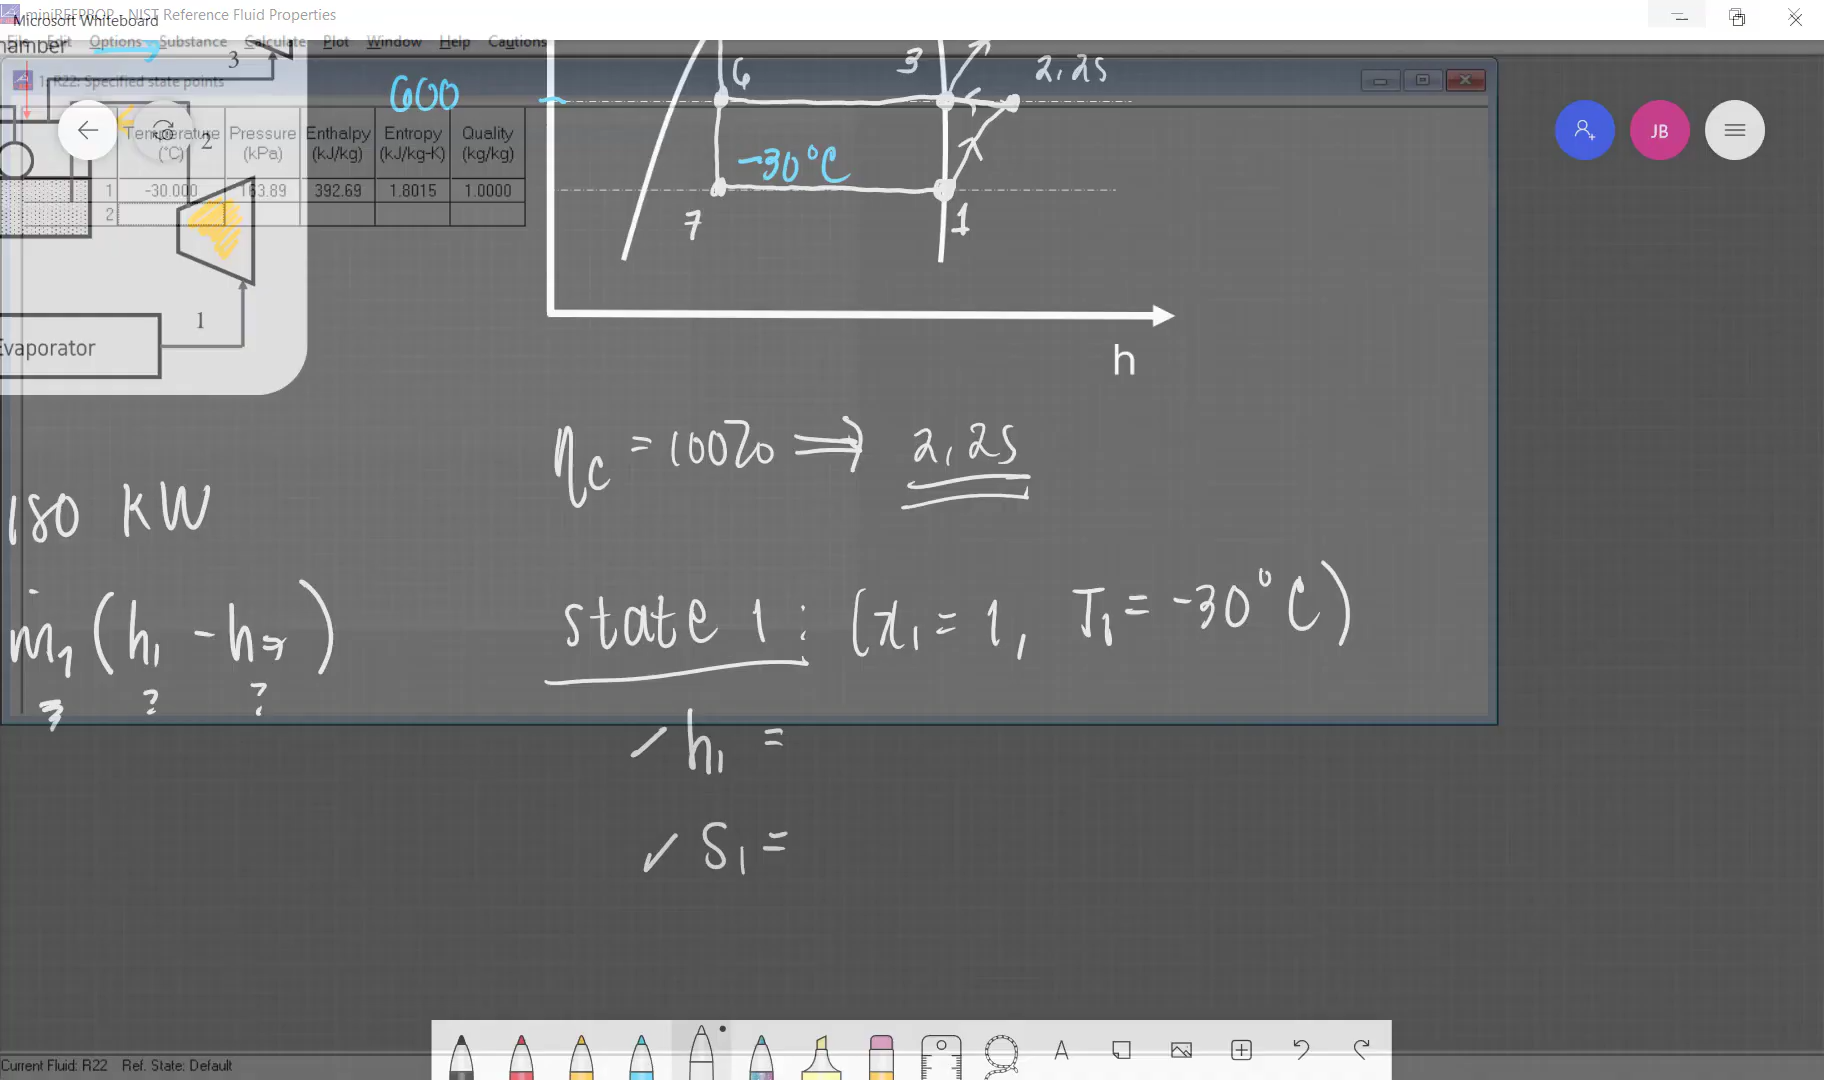 miniREFPROP - NIST Reference Fluid Properties
Microsoft Whiteboard
File Edit Options Substance Calculate Plot Window Help Cautions
hamber
3
1: R22: Specified state points
600
6
3
2,2s
Temperature (°C) Pressure (kPa) Enthalpy (kJ/kg) Entropy (kJ/kg-K) Quality (kg/kg)
2
JB
-30°C
1 -30.000 163.89 392.69 1.8015 1.0000
2
7
1
1
Evaporator
h
ηc = 100% ⟹ 2,2s
180 kW
ṁ1 (h1 - h7)
? ? ?
state 1 : (x1 = 1, T1 = -30°C)
✓ h1 =
✓ S1 =
A
Current Fluid: R22 Ref. State: Default